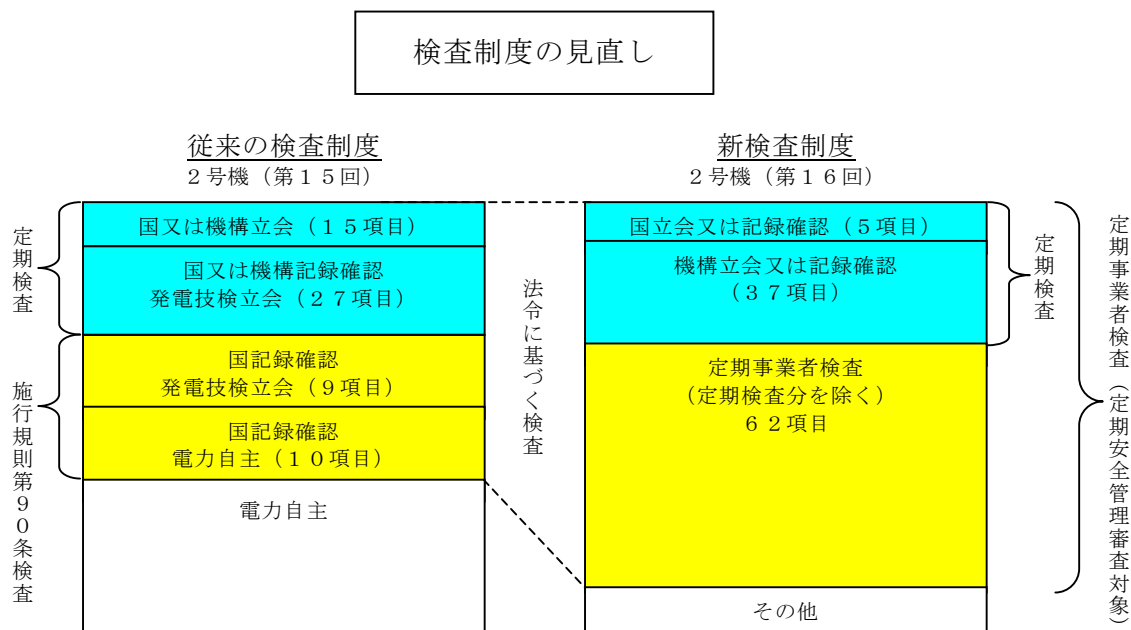 検査制度の見直し
従来の検査制度
２号機（第１５回）
定期検査
国又は機構立会（１５項目）
国又は機構記録確認
発電技検立会（２７項目）
施行規則第９０条検査
国記録確認
発電技検立会（９項目）
国記録確認
電力自主（１０項目）
電力自主
法令に基づく検査
新検査制度
２号機（第１６回）
国立会又は記録確認（５項目）
機構立会又は記録確認
（３７項目）
定期事業者検査
（定期検査分を除く）
６２項目
その他
定期検査
定期事業者検査（定期安全管理審査対象）